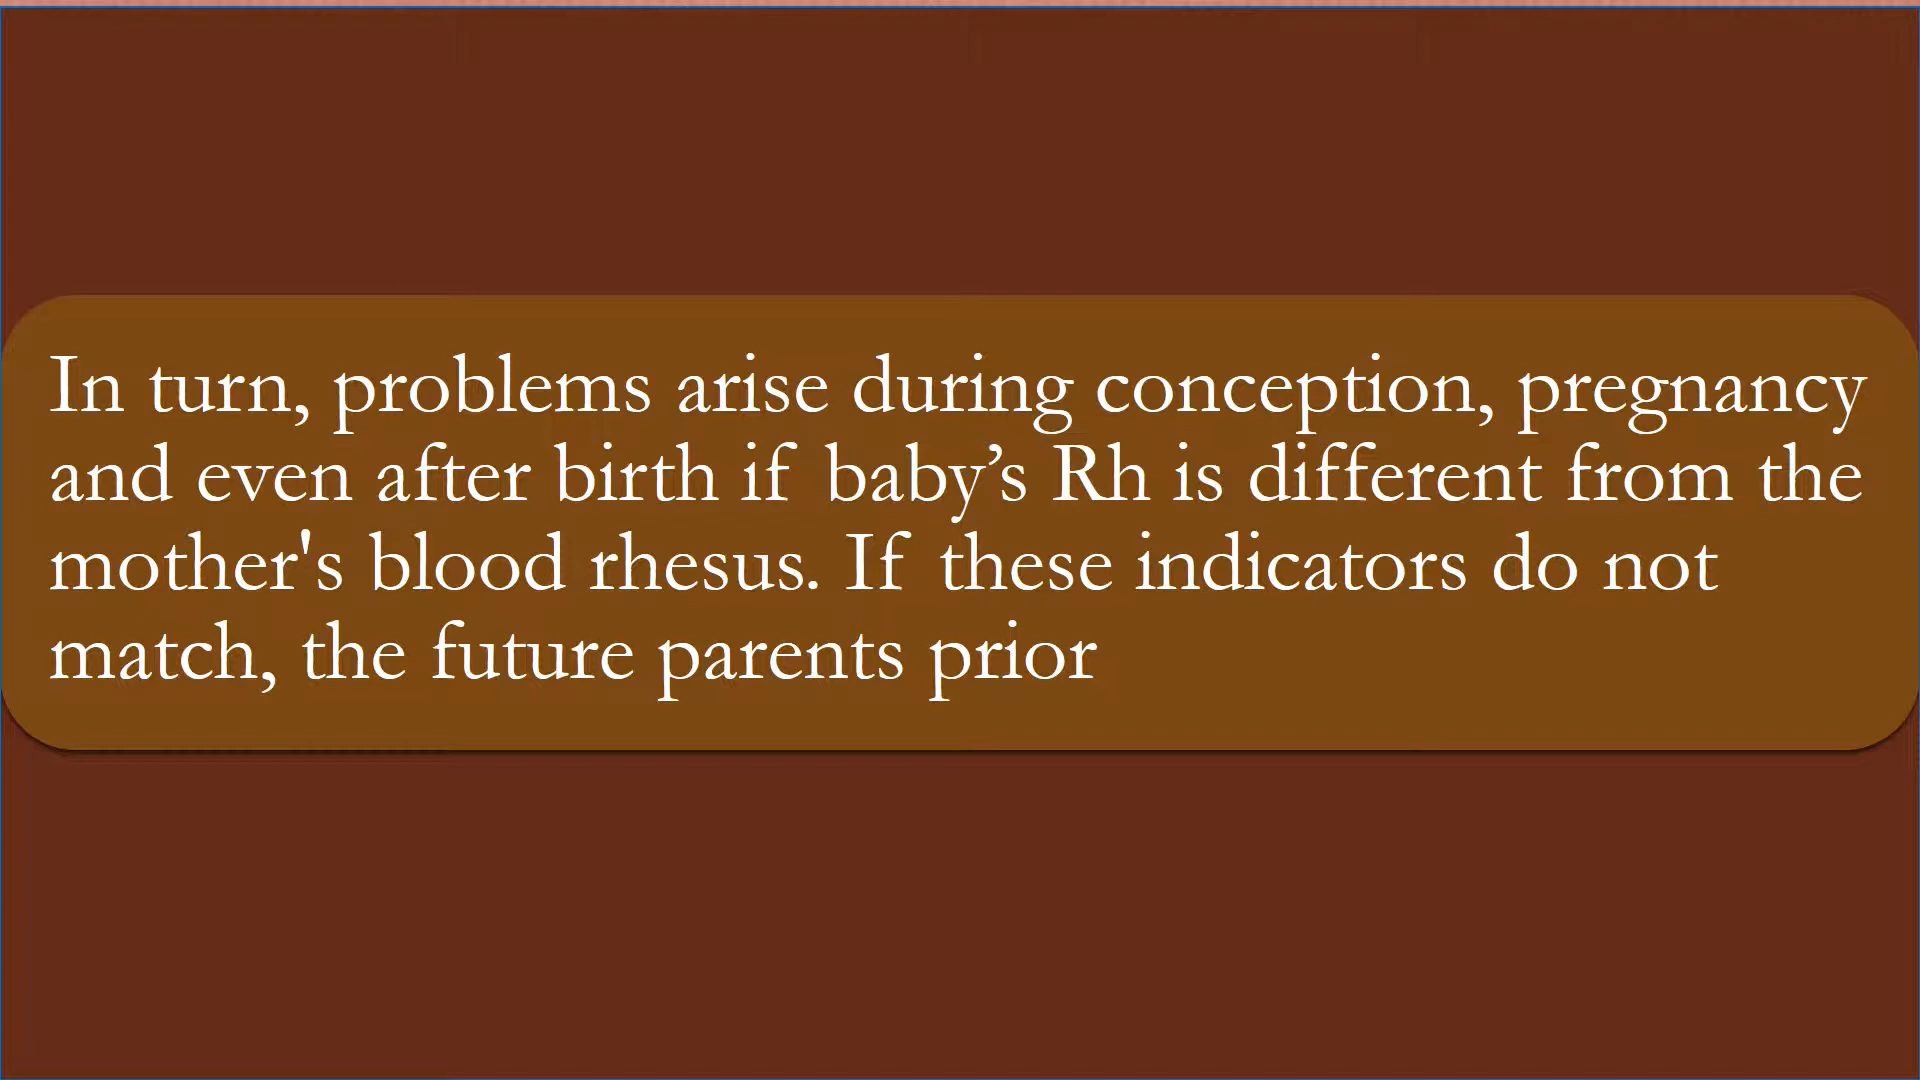 In turn, problems arise during conception, pregnancy
and even after birth if baby’s Rh is different from the
mother's blood rhesus. If these indicators do not
match, the future parents prior